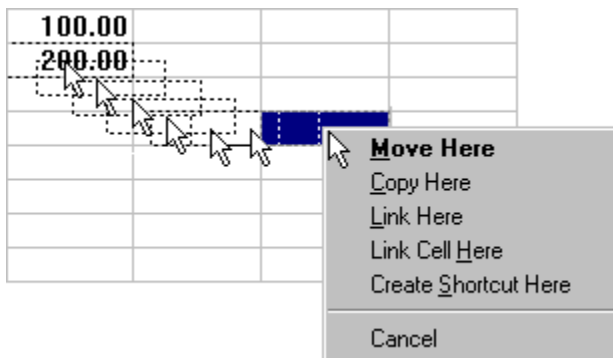 100.00
200.00
Move Here
Copy Here
Link Here
Link Cell Here
Create Shortcut Here
Cancel